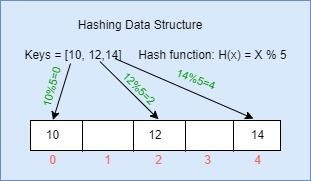 Hashing Data Structure
Keys = [10, 12,14] Hash function: H(x) = X % 5
10%5=0
12%5=2
14%5=4
10 12 14
0 1 2 3 4